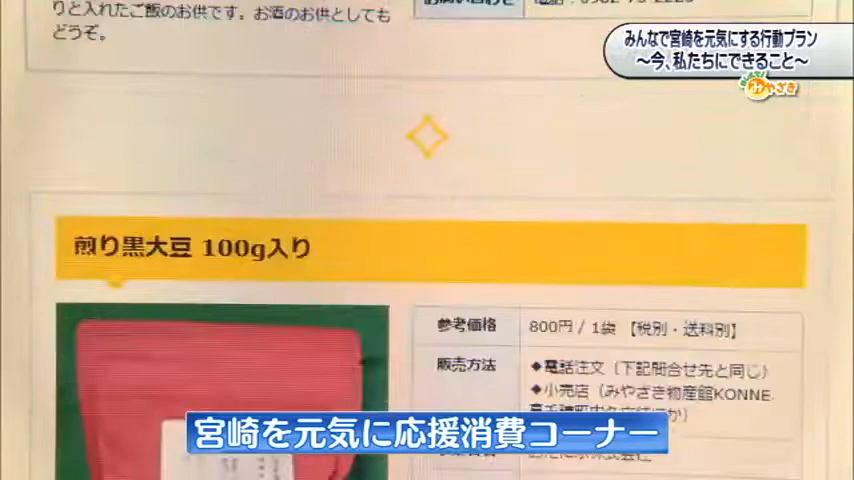 りと入れたご飯のお供です。お酒のお供としても
どうぞ。
みんなで宮崎を元気にする行動プラン
~今、私たちにできること~
みやざき
煎り黒大豆 100g入り
参考価格
800円 / 1袋 【税別・送料別】
販売方法
◆電話注文（下記問合せ先と同じ）
◆小売店（みやざき物産館KONNE、
宮崎を元気に応援消費コーナー